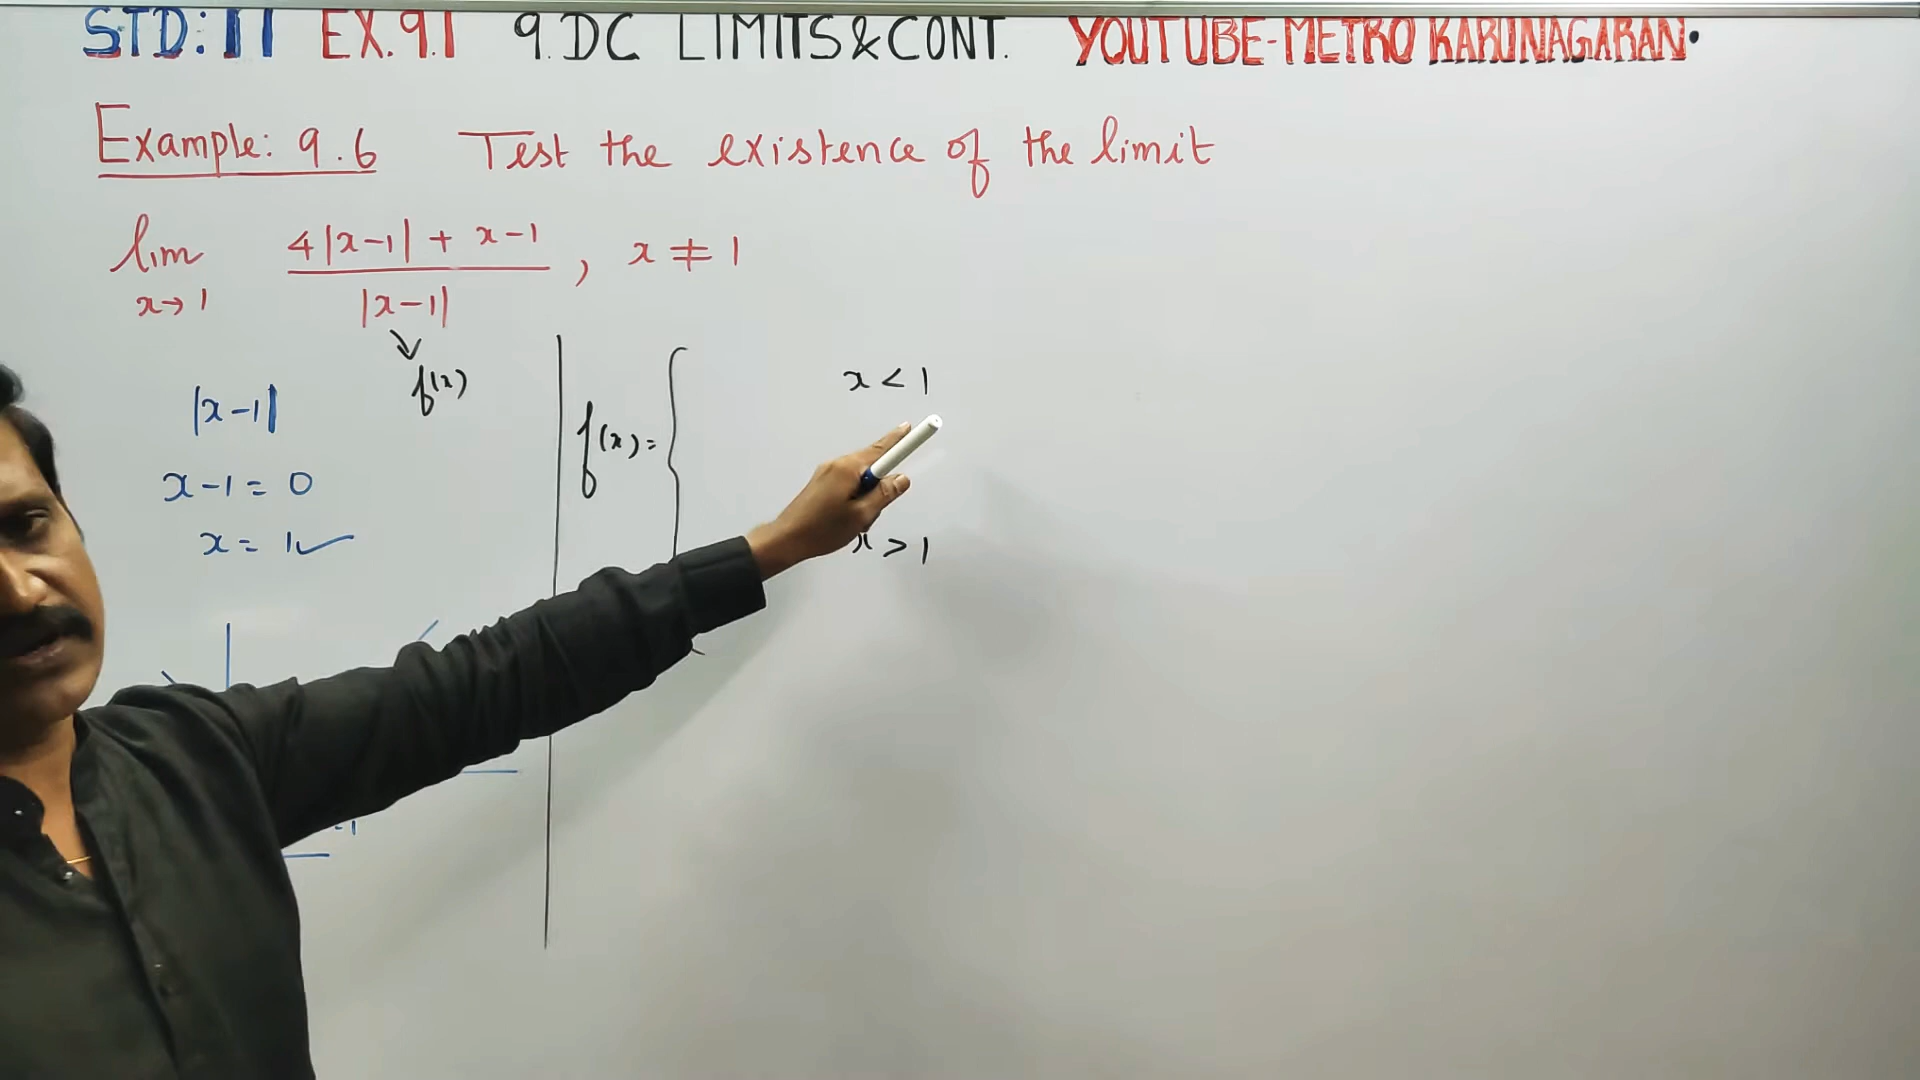 STD: 11 EX.9.1 9.DC LIMITS & CONT. YOUTUBE-METRO KARUNAGARAN.
Example: 9.6 Test the existence of the limit
lim x→1 4|x-1| + x-1 / |x-1| , x ≠ 1
f(x)
|x-1|
x-1 = 0
x = 1
f(x) = {
x < 1
x > 1
-1